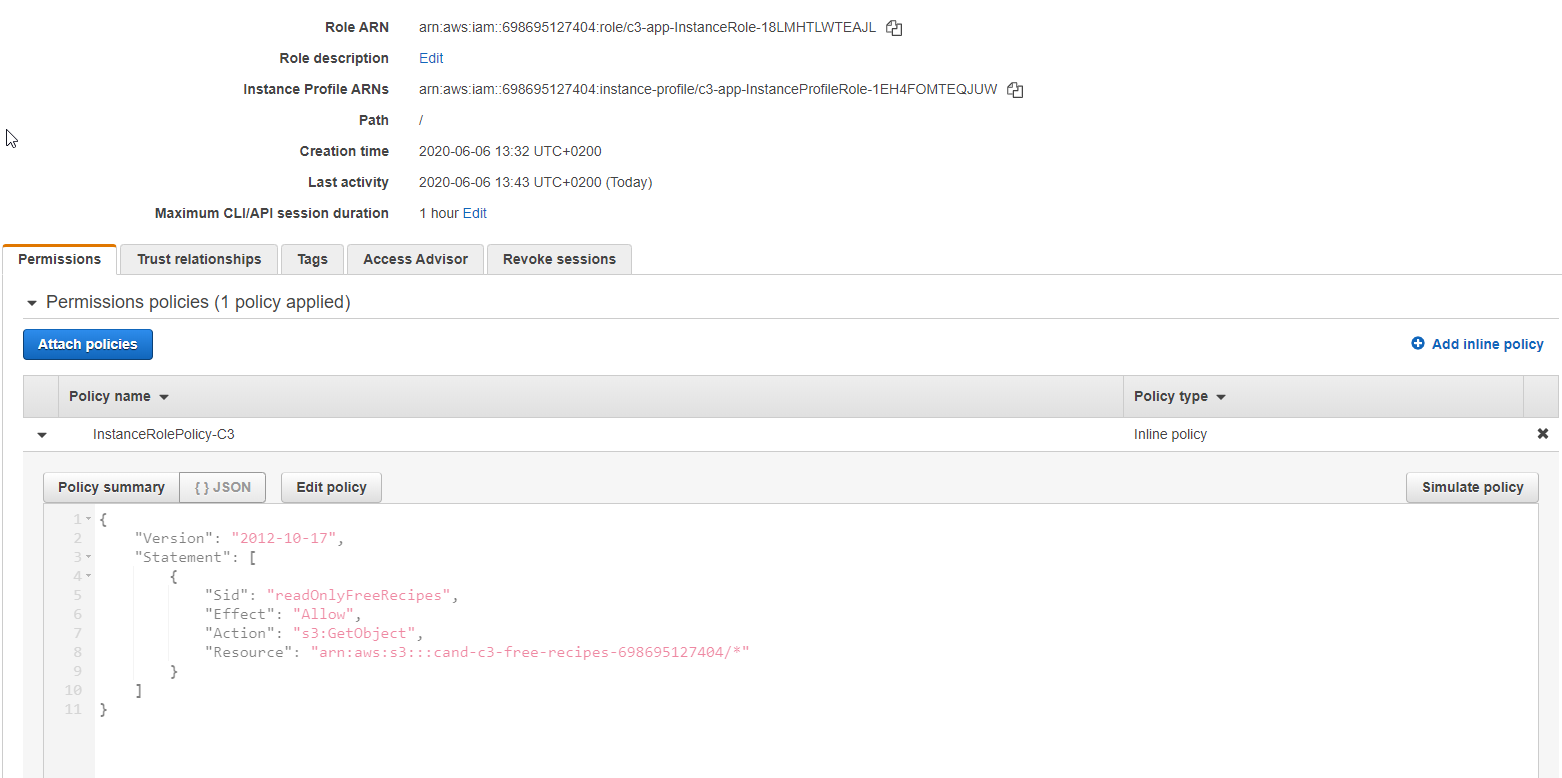 Role ARN arn:aws:iam::698695127404:role/c3-app-InstanceRole-18LMHTLWTEAJL
Role description Edit
Instance Profile ARNs arn:aws:iam::698695127404:instance-profile/c3-app-InstanceProfileRole-1EH4FOMTEQJUW
Path /
Creation time 2020-06-06 13:32 UTC+0200
Last activity 2020-06-06 13:43 UTC+0200 (Today)
Maximum CLI/API session duration 1 hour Edit
Permissions Trust relationships Tags Access Advisor Revoke sessions
Permissions policies (1 policy applied)
Attach policies Add inline policy
Policy name Policy type
InstanceRolePolicy-C3 Inline policy
Policy summary { } JSON Edit policy Simulate policy
1 {
2 "Version": "2012-10-17",
3 "Statement": [
4 {
5 "Sid": "readOnlyFreeRecipes",
6 "Effect": "Allow",
7 "Action": "s3:GetObject",
8 "Resource": "arn:aws:s3:::cand-c3-free-recipes-698695127404/*"
9 }
10 ]
11 }